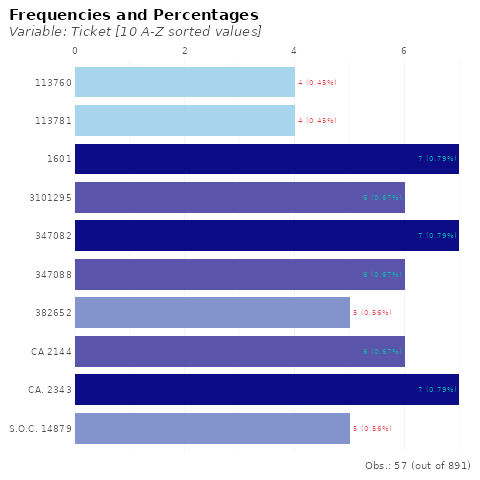 Frequencies and Percentages
Variable: Ticket [10 A-Z sorted values]
0 2 4 6
113760 4 (0.45%)
113781 4 (0.45%)
1601 7 (0.79%)
3101295 6 (0.67%)
347082 7 (0.79%)
347088 6 (0.67%)
382652 5 (0.56%)
CA 2144 6 (0.67%)
CA. 2343 7 (0.79%)
S.O.C. 14879 5 (0.56%)
Obs.: 57 (out of 891)